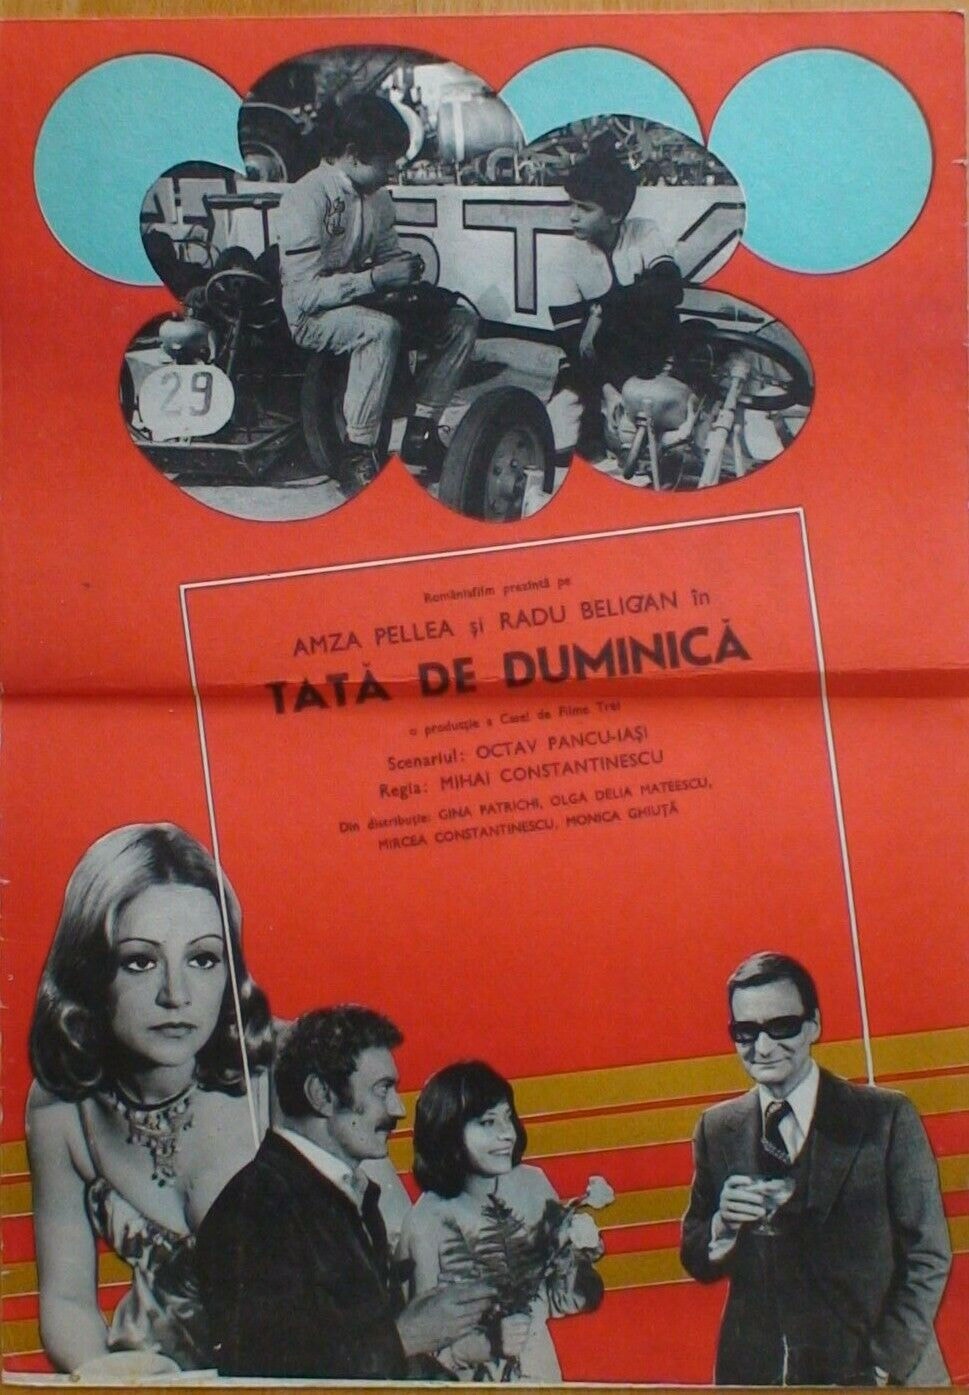 ST
29
Româniafilm prezintă pe
AMZA PELLEA și RADU BELIGAN în
TATĂ DE DUMINICĂ
o producție a Casei de Filme Trei
Scenariul: OCTAV PANCU-IAȘI
Regia: MIHAI CONSTANTINESCU
Din distribuție: GINA PATRICHI, OLGA DELIA MATEESCU,
MIRCEA CONSTANTINESCU, MONICA GHIUȚĂ